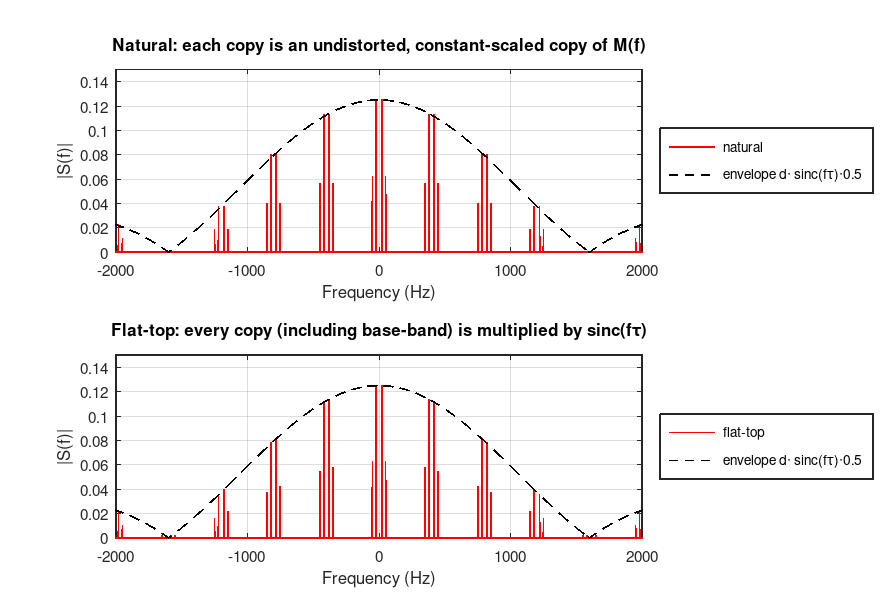 Natural: each copy is an undistorted, constant-scaled copy of M(f)
0.14
0.12
0.1
0.08
0.06
0.04
0.02
0
|S(f)|
-2000 -1000 0 1000 2000
Frequency (Hz)
natural
envelope d· sinc(fτ)·0.5
Flat-top: every copy (including base-band) is multiplied by sinc(fτ)
0.14
0.12
0.1
0.08
0.06
0.04
0.02
0
|S(f)|
-2000 -1000 0 1000 2000
Frequency (Hz)
flat-top
envelope d· sinc(fτ)·0.5